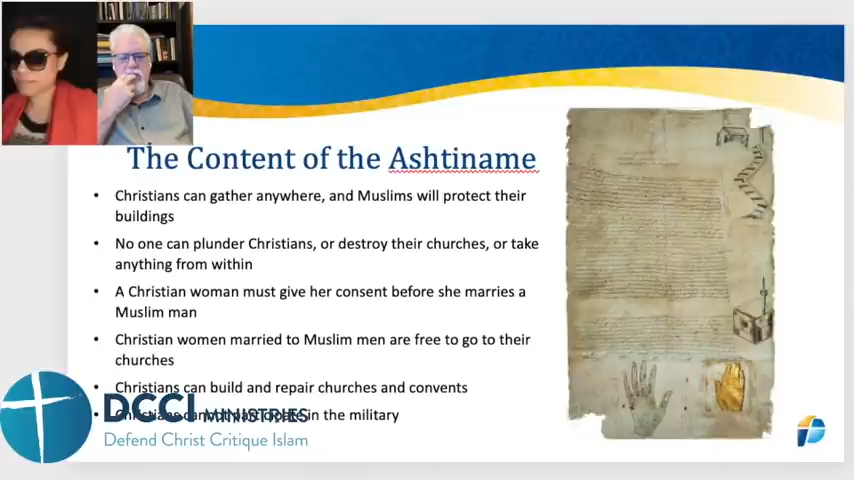 The Content of the Ashtiname
• Christians can gather anywhere, and Muslims will protect their
buildings
• No one can plunder Christians, or destroy their churches, or take
anything from within
• A Christian woman must give her consent before she marries a
Muslim man
• Christian women married to Muslim men are free to go to their
churches
• Christians can build and repair churches and convents
• Christians cannot participate in the military
DCCI MINISTRIES
Defend Christ Critique Islam